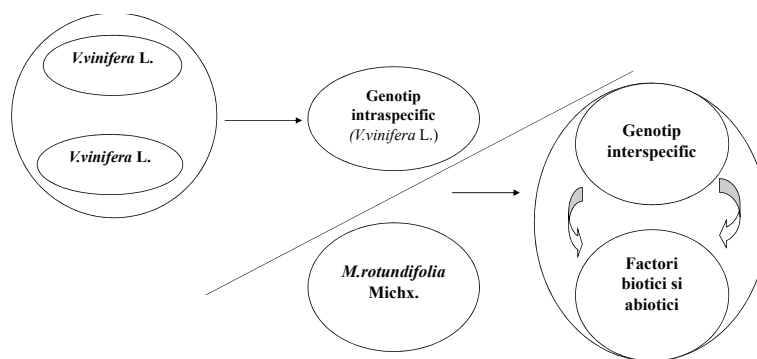 V.vinifera L.
V.vinifera L.
Genotip
intraspecific
(V.vinifera L.)
M.rotundifolia
Michx.
Genotip
interspecific
Factori
biotici si
abiotici